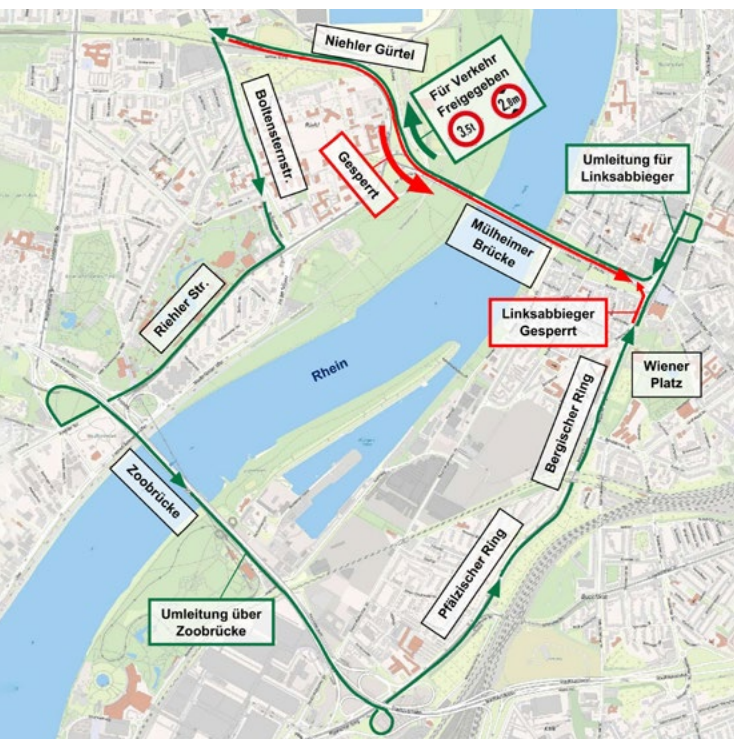 Niehler Gürtel
Für Verkehr
Freigegeben
3.5t
2.8m
Boltensternstr.
Gesperrt
Umleitung für
Linksabbieger
Mülheimer
Brücke
Riehler Str.
Linksabbieger
Gesperrt
Rhein
Wiener
Platz
Bergischer Ring
Zoobrücke
Pfälzischer Ring
Umleitung über
Zoobrücke
Riehl